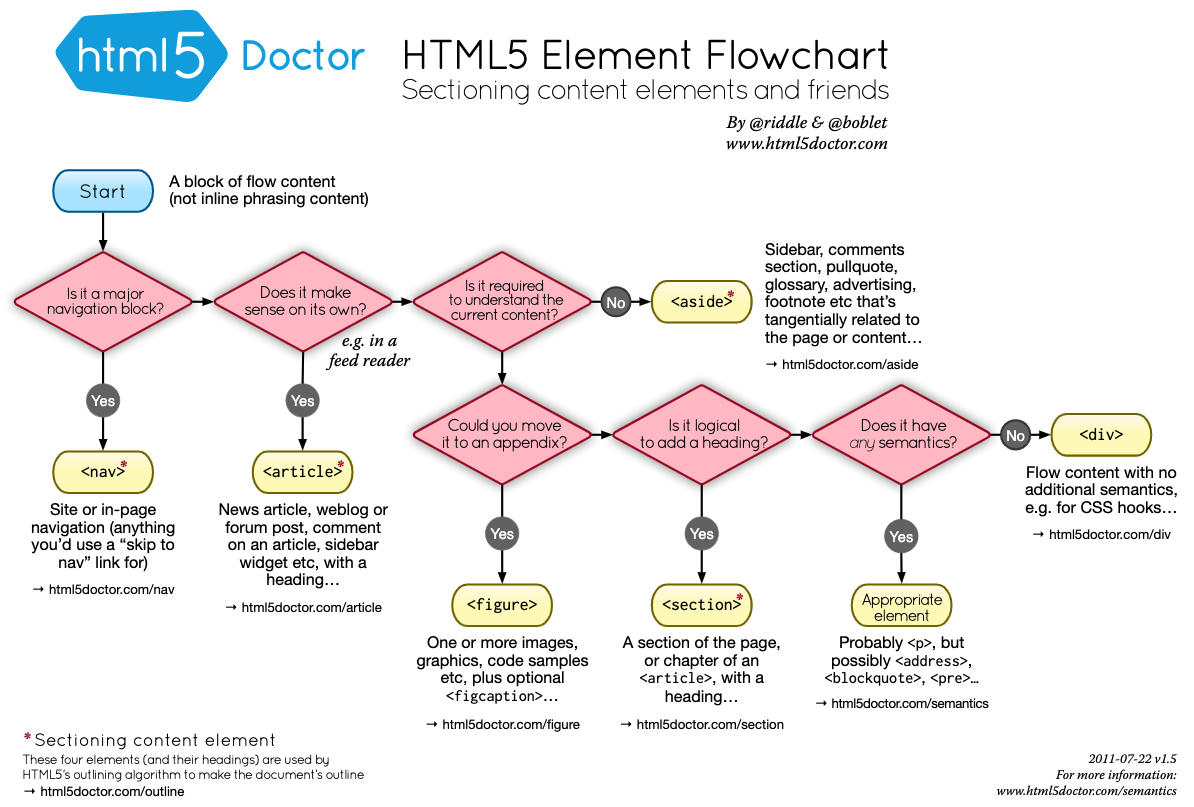 html5 Doctor
HTML5 Element Flowchart
Sectioning content elements and friends
By @riddle & @boblet
www.html5doctor.com
Start
A block of flow content
(not inline phrasing content)
Is it a major
navigation block?
Yes
<nav>*
Site or in-page
navigation (anything
you’d use a “skip to
nav” link for)
→ html5doctor.com/nav
Does it make
sense on its own?
e.g. in a
feed reader
Yes
<article>*
News article, weblog or
forum post, comment
on an article, sidebar
widget etc, with a
heading…
→ html5doctor.com/article
Is it required
to understand the
current content?
No
<aside>*
Sidebar, comments
section, pullquote,
glossary, advertising,
footnote etc that’s
tangentially related to
the page or content…
→ html5doctor.com/aside
Could you move
it to an appendix?
Yes
<figure>
One or more images,
graphics, code samples
etc, plus optional
<figcaption>…
→ html5doctor.com/figure
Is it logical
to add a heading?
Yes
<section>*
A section of the page,
or chapter of an
<article>, with a
heading…
→ html5doctor.com/section
Does it have
any semantics?
Yes
Appropriate
element
Probably <p>, but
possibly <address>,
<blockquote>, <pre>…
→ html5doctor.com/semantics
No
<div>
Flow content with no
additional semantics,
e.g. for CSS hooks…
→ html5doctor.com/div
* Sectioning content element
These four elements (and their headings) are used by
HTML5’s outlining algorithm to make the document’s outline
→ html5doctor.com/outline
2011-07-22 v1.5
For more information:
www.html5doctor.com/semantics